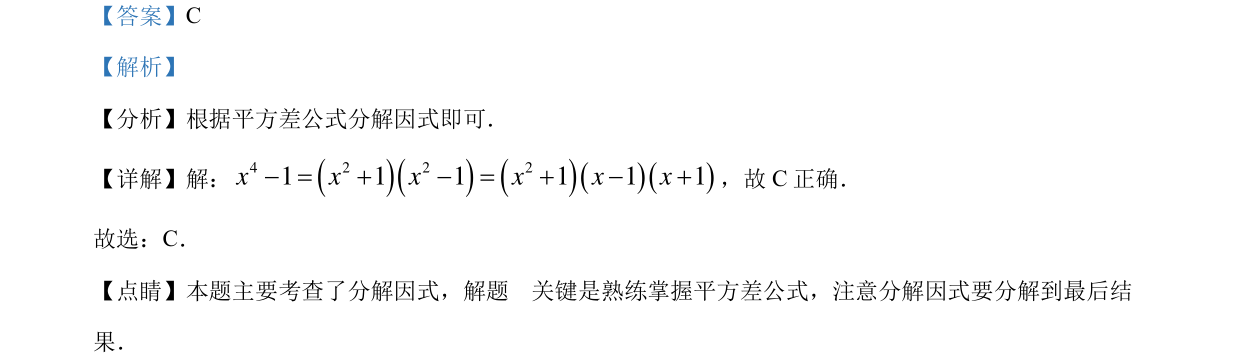 【答案】C
【解析】
【分析】根据平方差公式分解因式即可．
【详解】解：x⁴−1=(x²+1)(x²−1)=(x²+1)(x−1)(x+1)，故 C 正确．
故选：C．
【点睛】本题主要考查了分解因式，解题 关键是熟练掌握平方差公式，注意分解因式要分解到最后结
果．